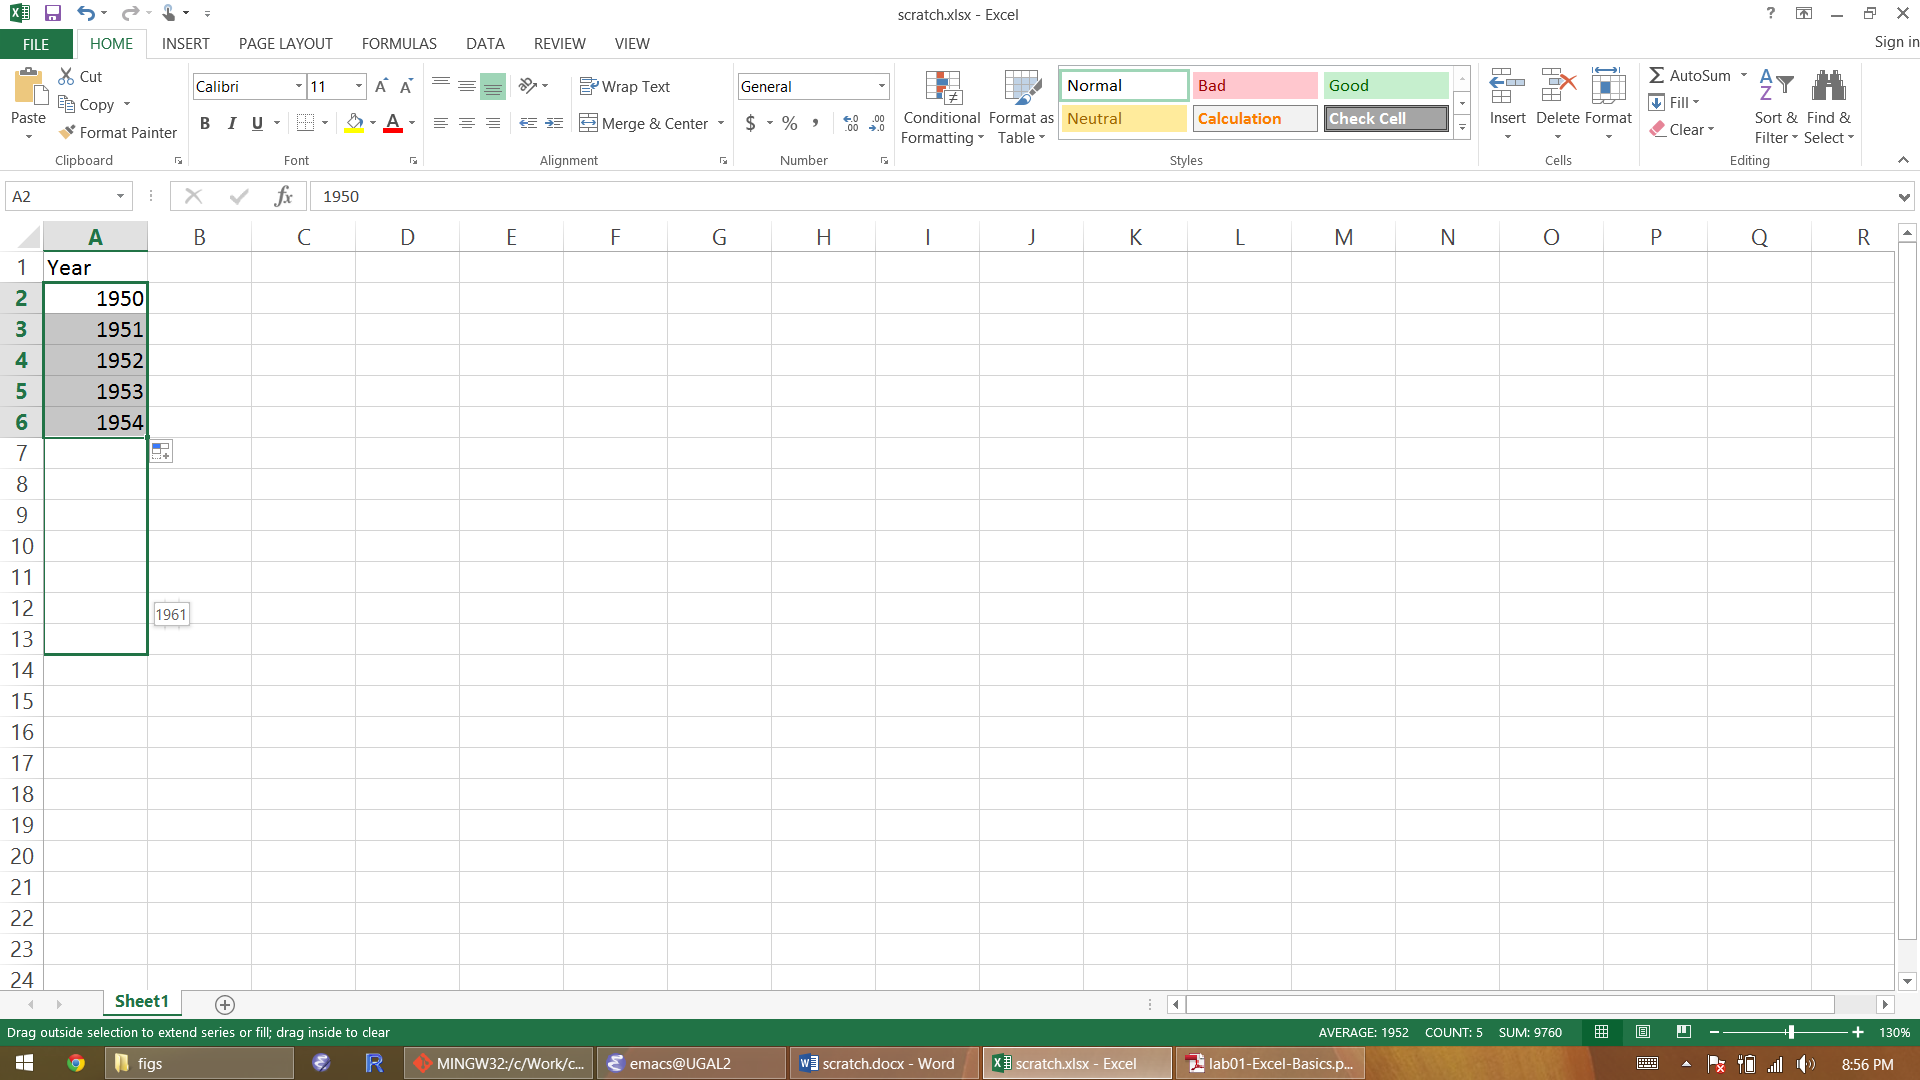 scratch.xlsx - Excel
?
FILE HOME INSERT PAGE LAYOUT FORMULAS DATA REVIEW VIEW
Sign in
Paste
Cut
Copy
Format Painter
Clipboard
Calibri 11 A A
B I U A
Font
Wrap Text
Merge & Center
Alignment
General
$ % ,
Number
Conditional Formatting
Format as Table
Normal Bad Good
Neutral Calculation Check Cell
Styles
Insert Delete Format
Cells
AutoSum
Fill
Clear
Sort & Filter
Find & Select
Editing
A2 fx 1950
A B C D E F G H I J K L M N O P Q R
1 Year
2 1950
3 1951
4 1952
5 1953
6 1954
7
8
9
10
11
12 1961
13
14
15
16
17
18
19
20
21
22
23
24
Sheet1
Drag outside selection to extend series or fill; drag inside to clear AVERAGE: 1952 COUNT: 5 SUM: 9760 130%
figs MINGW32:/c/Work/c... emacs@UGAL2 scratch.docx - Word scratch.xlsx - Excel lab01-Excel-Basics.p... 8:56 PM